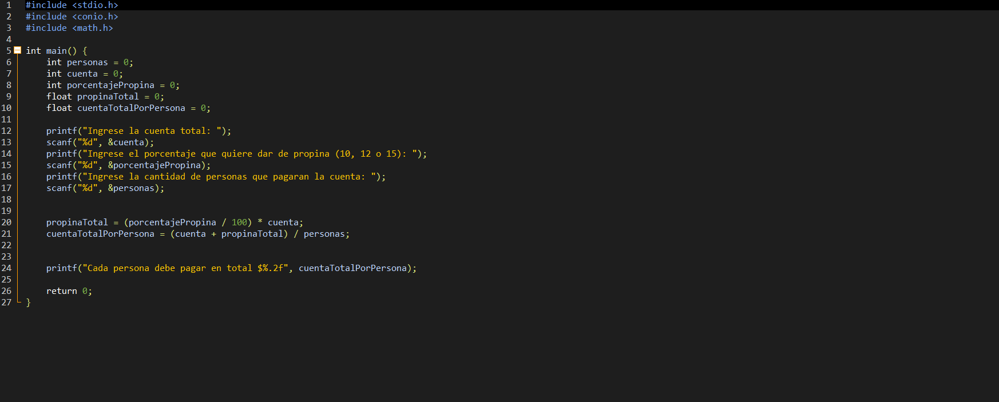 1 #include <stdio.h>
2 #include <conio.h>
3 #include <math.h>
4
5 int main() {
6 int personas = 0;
7 int cuenta = 0;
8 int porcentajePropina = 0;
9 float propinaTotal = 0;
10 float cuentaTotalPorPersona = 0;
11
12 printf("Ingrese la cuenta total: ");
13 scanf("%d", &cuenta);
14 printf("Ingrese el porcentaje que quiere dar de propina (10, 12 o 15): ");
15 scanf("%d", &porcentajePropina);
16 printf("Ingrese la cantidad de personas que pagaran la cuenta: ");
17 scanf("%d", &personas);
18
19
20 propinaTotal = (porcentajePropina / 100) * cuenta;
21 cuentaTotalPorPersona = (cuenta + propinaTotal) / personas;
22
23
24 printf("Cada persona debe pagar en total $%.2f", cuentaTotalPorPersona);
25
26 return 0;
27 }